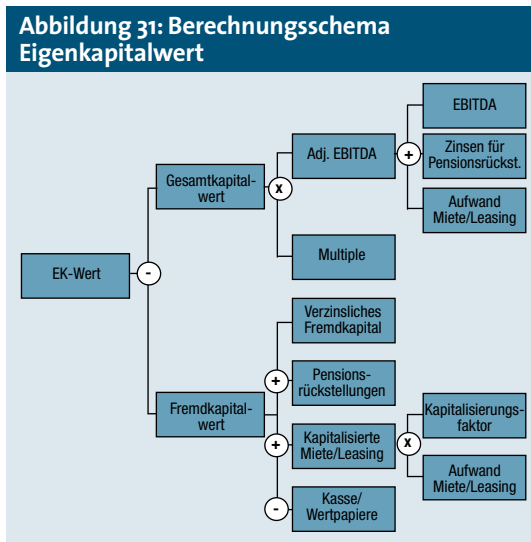 Abbildung 31: Berechnungsschema
Eigenkapitalwert
EBITDA
Adj. EBITDA
+
Zinsen für
Pensionsrückst.
Gesamtkapital-
wert
x
Aufwand
Miete/Leasing
Multiple
EK-Wert
-
Verzinsliches
Fremdkapital
+
Pensions-
rückstellungen
Fremdkapital-
wert
+
Kapitalisierte
Miete/Leasing
Kapitalisierungs-
faktor
x
Aufwand
Miete/Leasing
-
Kasse/
Wertpapiere